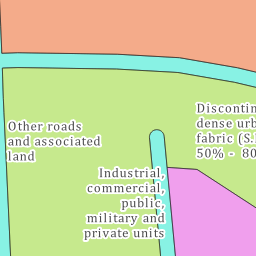 Other roads
and associated
land
Discontin
dense urb
fabric (S.
50% - 80
Industrial,
commercial,
public,
military and
private units